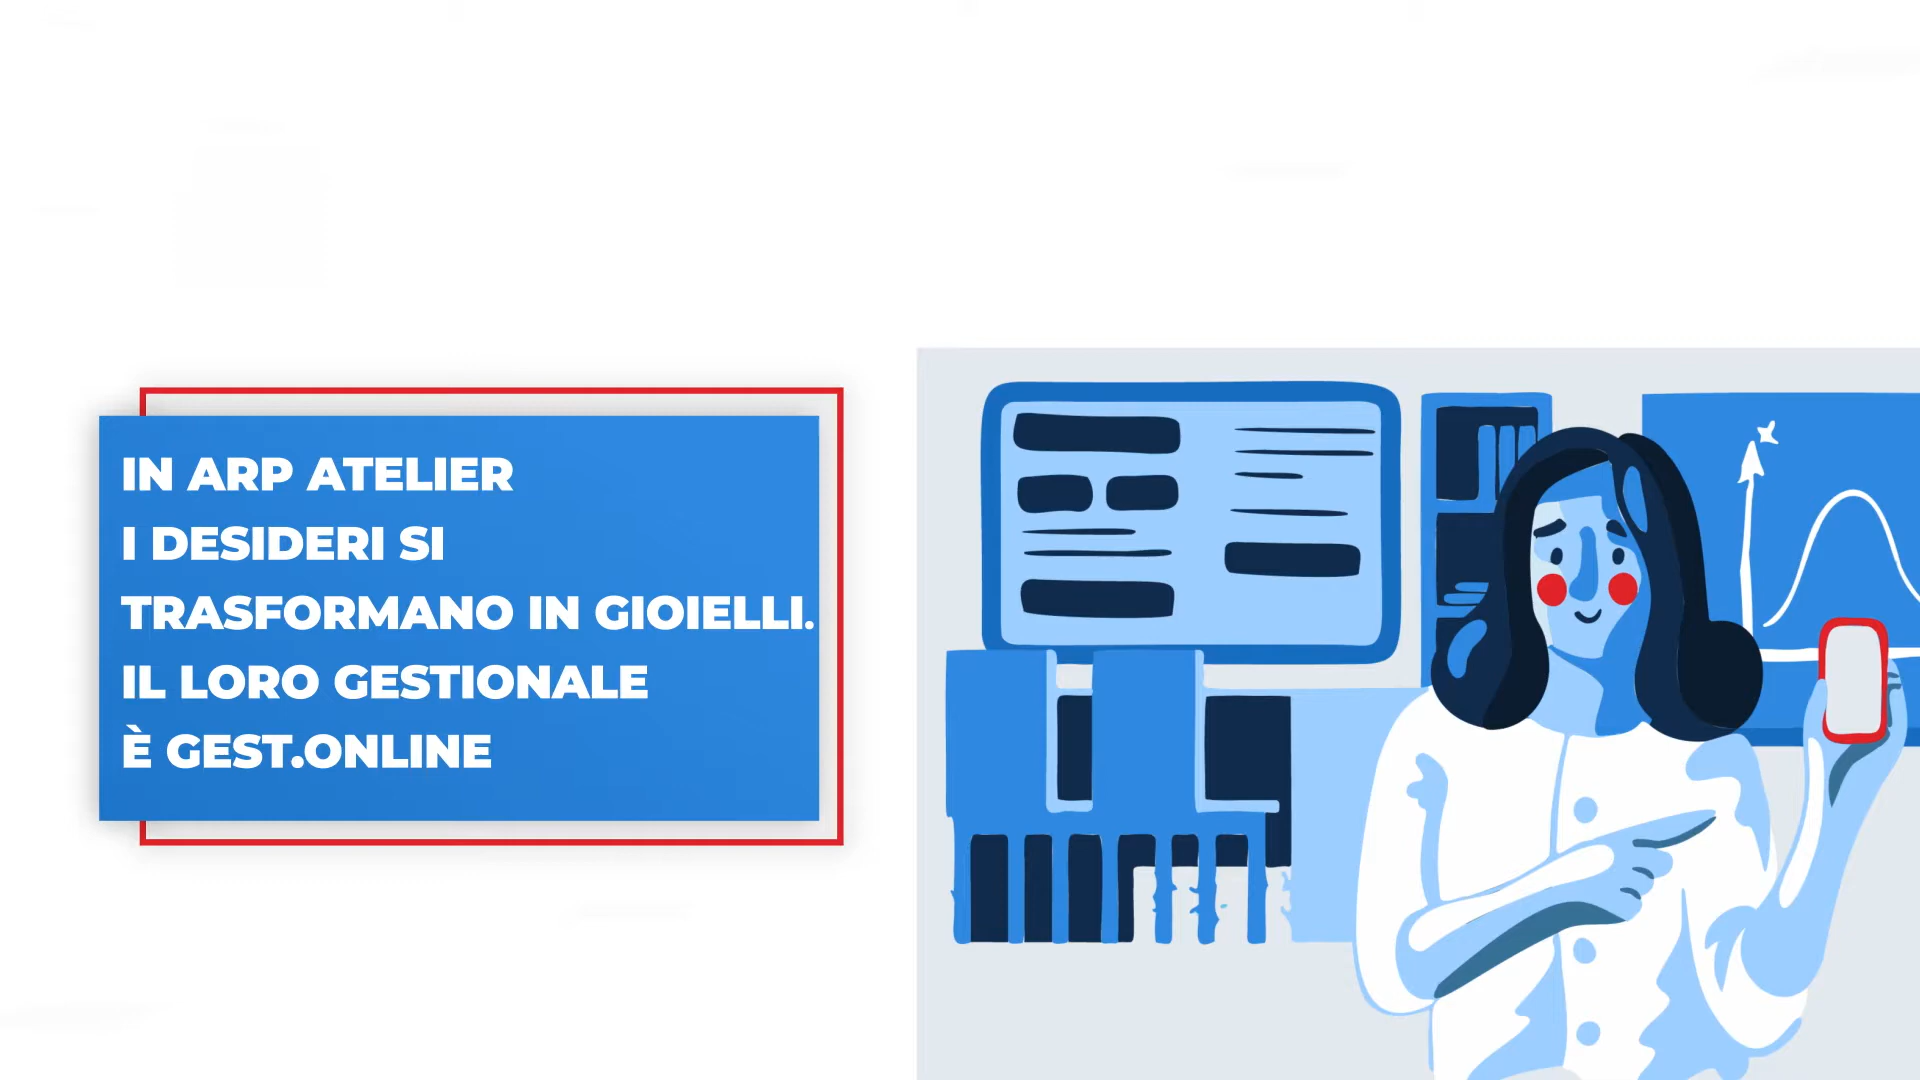 IN ARP ATELIER
I DESIDERI SI
TRASFORMANO IN GIOIELLI.
IL LORO GESTIONALE
È GEST.ONLINE